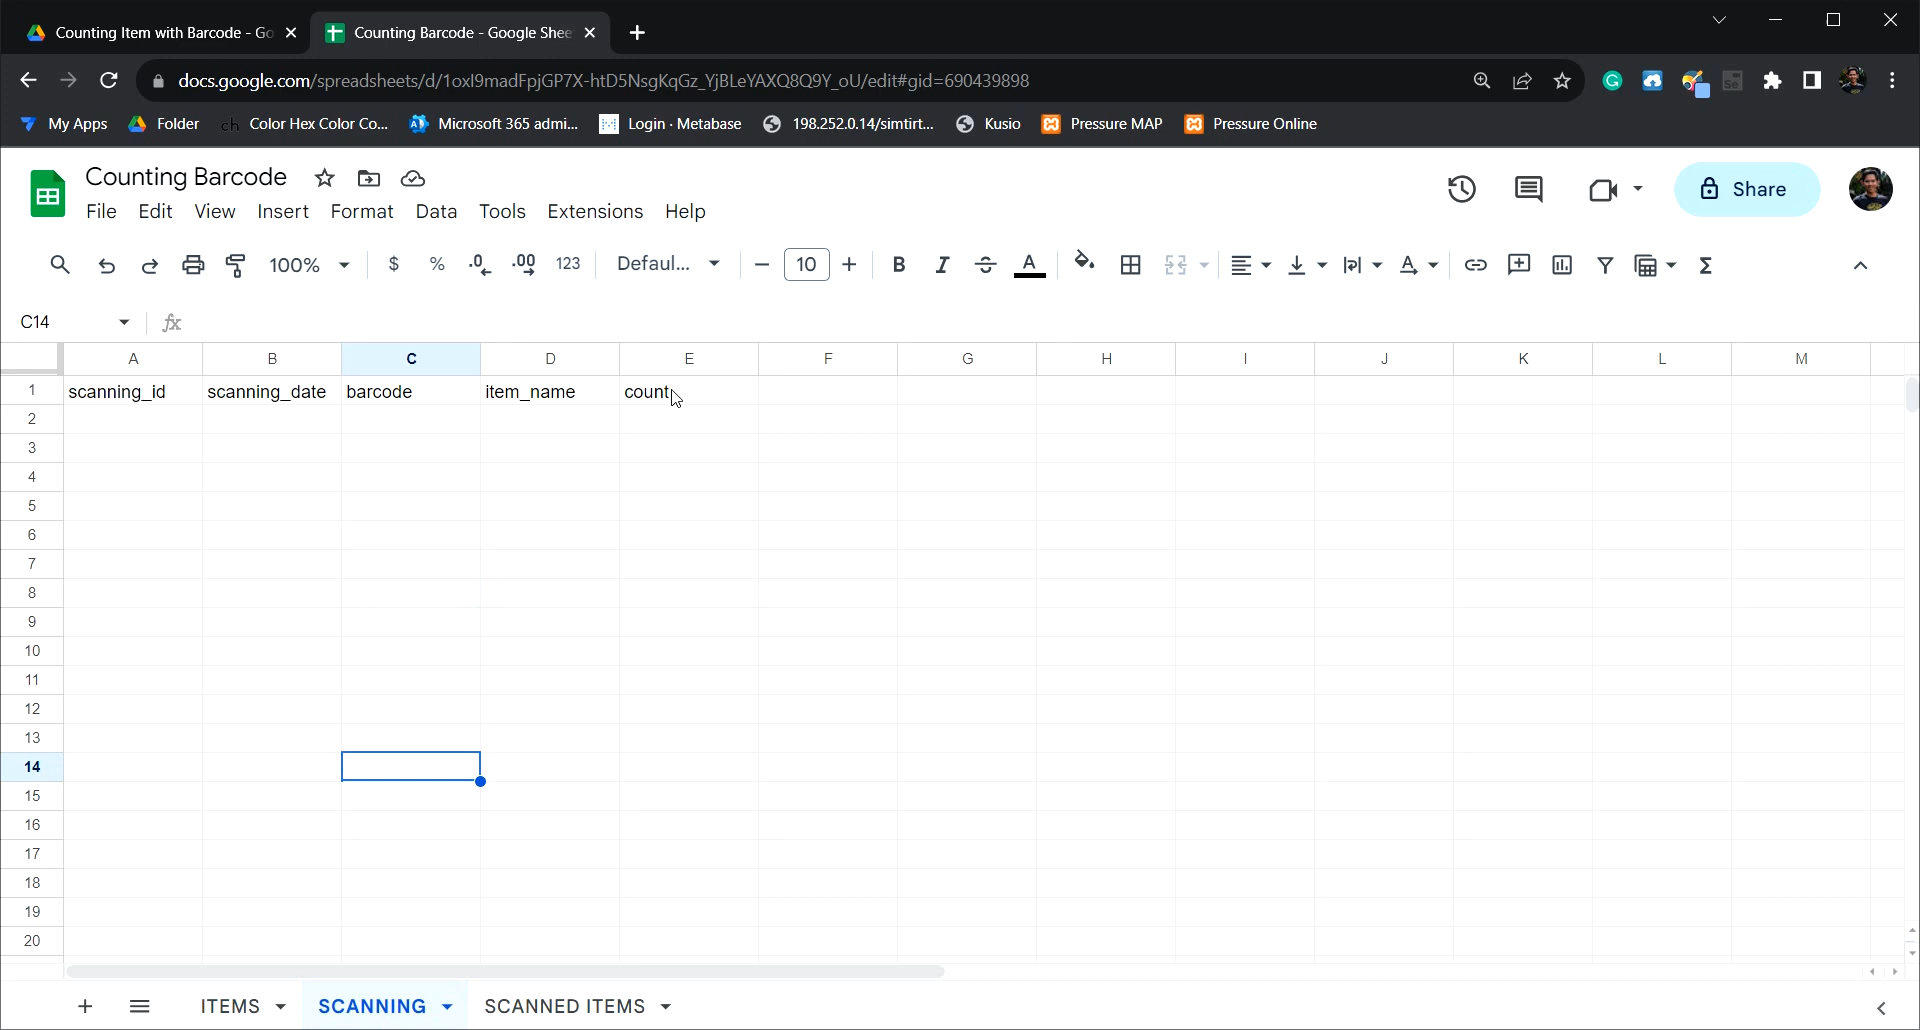 Counting Item with Barcode - Go
Counting Barcode - Google Shee
docs.google.com/spreadsheets/d/1oxl9madFpjGP7X-htD5NsgKqGz_YjBLeYAXQ8Q9Y_oU/edit#gid=690439898
My Apps Folder ch Color Hex Color Co... Microsoft 365 admi... Login · Metabase 198.252.0.14/simtirt... Kusio Pressure MAP Pressure Online
Counting Barcode
Share
File Edit View Insert Format Data Tools Extensions Help
100% $ % .0 .00 123 Defaul... 10 B I A A Σ
C14 fx
A B C D E F G H I J K L M
1 scanning_id scanning_date barcode item_name count
2
3
4
5
6
7
8
9
10
11
12
13
14
15
16
17
18
19
20
ITEMS SCANNING SCANNED ITEMS